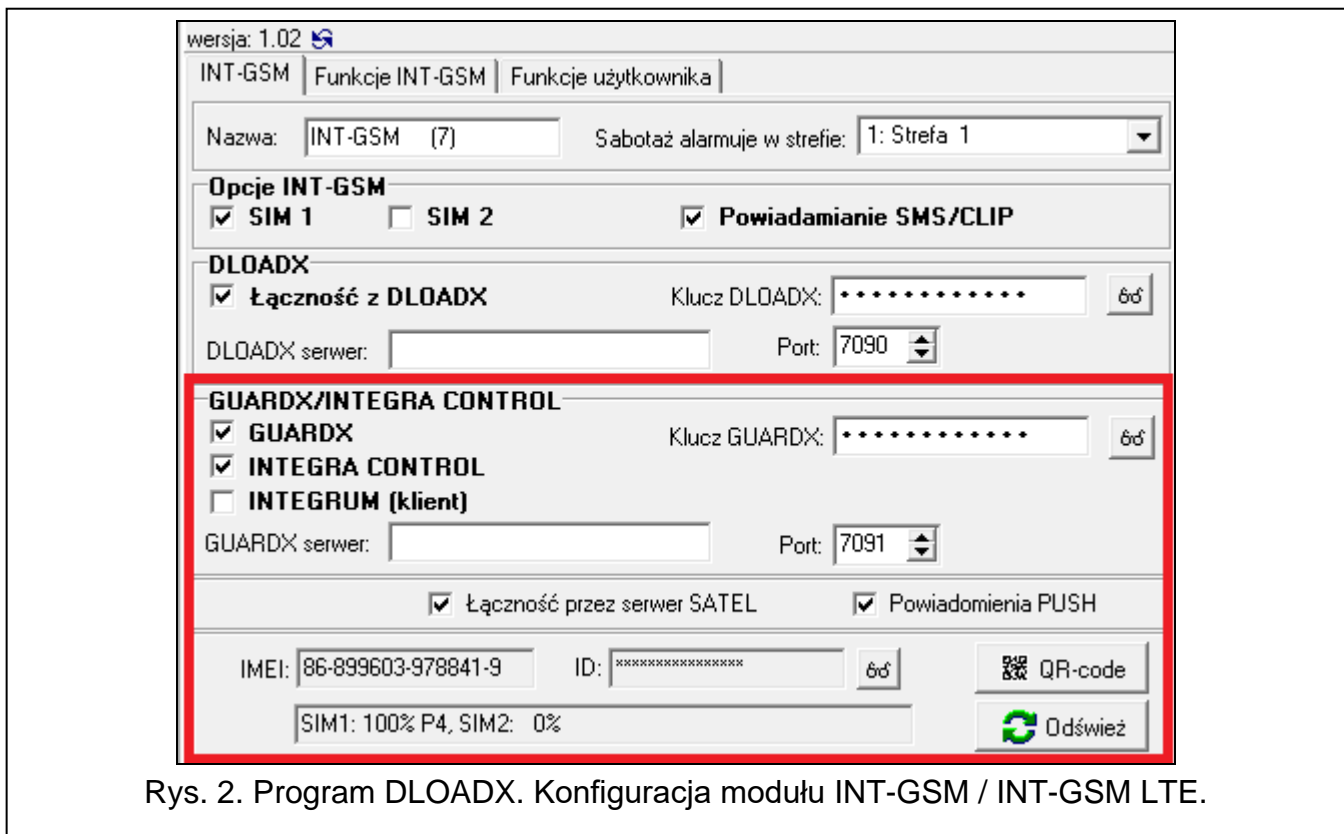 wersja: 1.02
INT-GSM Funkcje INT-GSM Funkcje użytkownika
Nazwa: INT-GSM (7) Sabotaż alarmuje w strefie: 1: Strefa 1
Opcje INT-GSM
SIM 1 SIM 2 Powiadamianie SMS/CLIP
DLOADX
Łączność z DLOADX Klucz DLOADX: ••••••••••••
DLOADX serwer: Port: 7090
GUARDX/INTEGRA CONTROL
GUARDX Klucz GUARDX: ••••••••••••
INTEGRA CONTROL
INTEGRUM (klient)
GUARDX serwer: Port: 7091
Łączność przez serwer SATEL Powiadomienia PUSH
IMEI: 86-899603-978841-9 ID: **************** QR-code
SIM1: 100% P4, SIM2: 0% Odśwież
Rys. 2. Program DLOADX. Konfiguracja modułu INT-GSM / INT-GSM LTE.